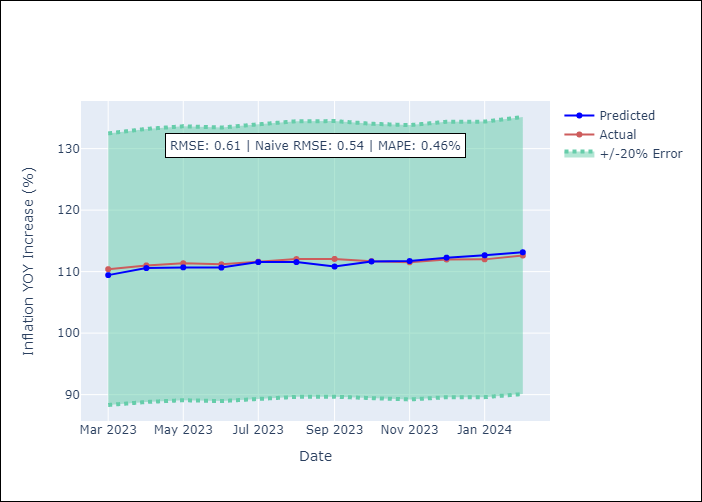 RMSE: 0.61 | Naive RMSE: 0.54 | MAPE: 0.46%
Predicted
Actual
+/-20% Error
Inflation YOY Increase (%)
130
120
110
100
90
Mar 2023
May 2023
Jul 2023
Sep 2023
Nov 2023
Jan 2024
Date